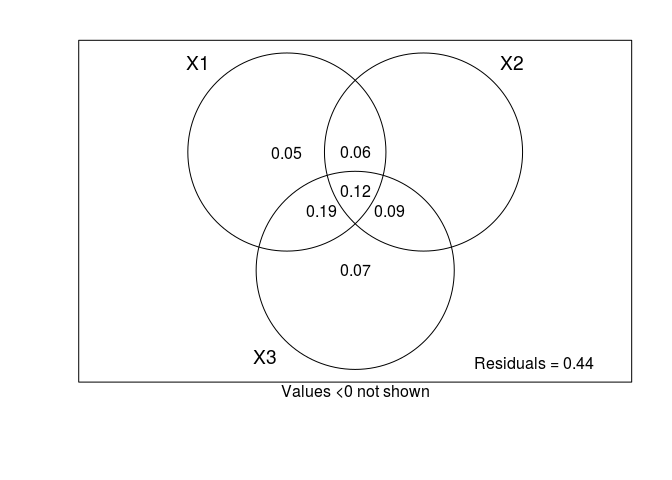 X1
X2
0.05
0.06
0.12
0.19
0.09
0.07
X3
Residuals = 0.44
Values <0 not shown